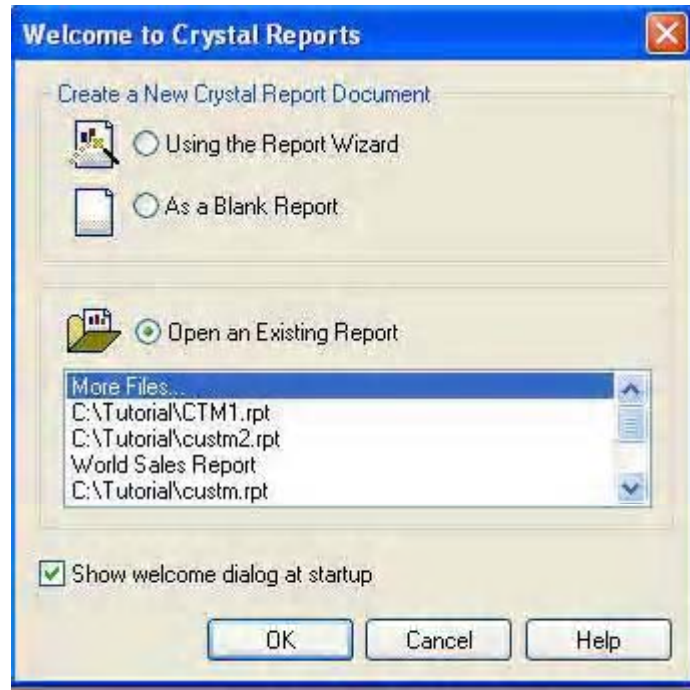 Welcome to Crystal Reports
Create a New Crystal Report Document
Using the Report Wizard
As a Blank Report
Open an Existing Report
More Files...
C:\Tutorial\CTM1.rpt
C:\Tutorial\custm2.rpt
World Sales Report
C:\Tutorial\custm.rpt
Show welcome dialog at startup
OK Cancel Help